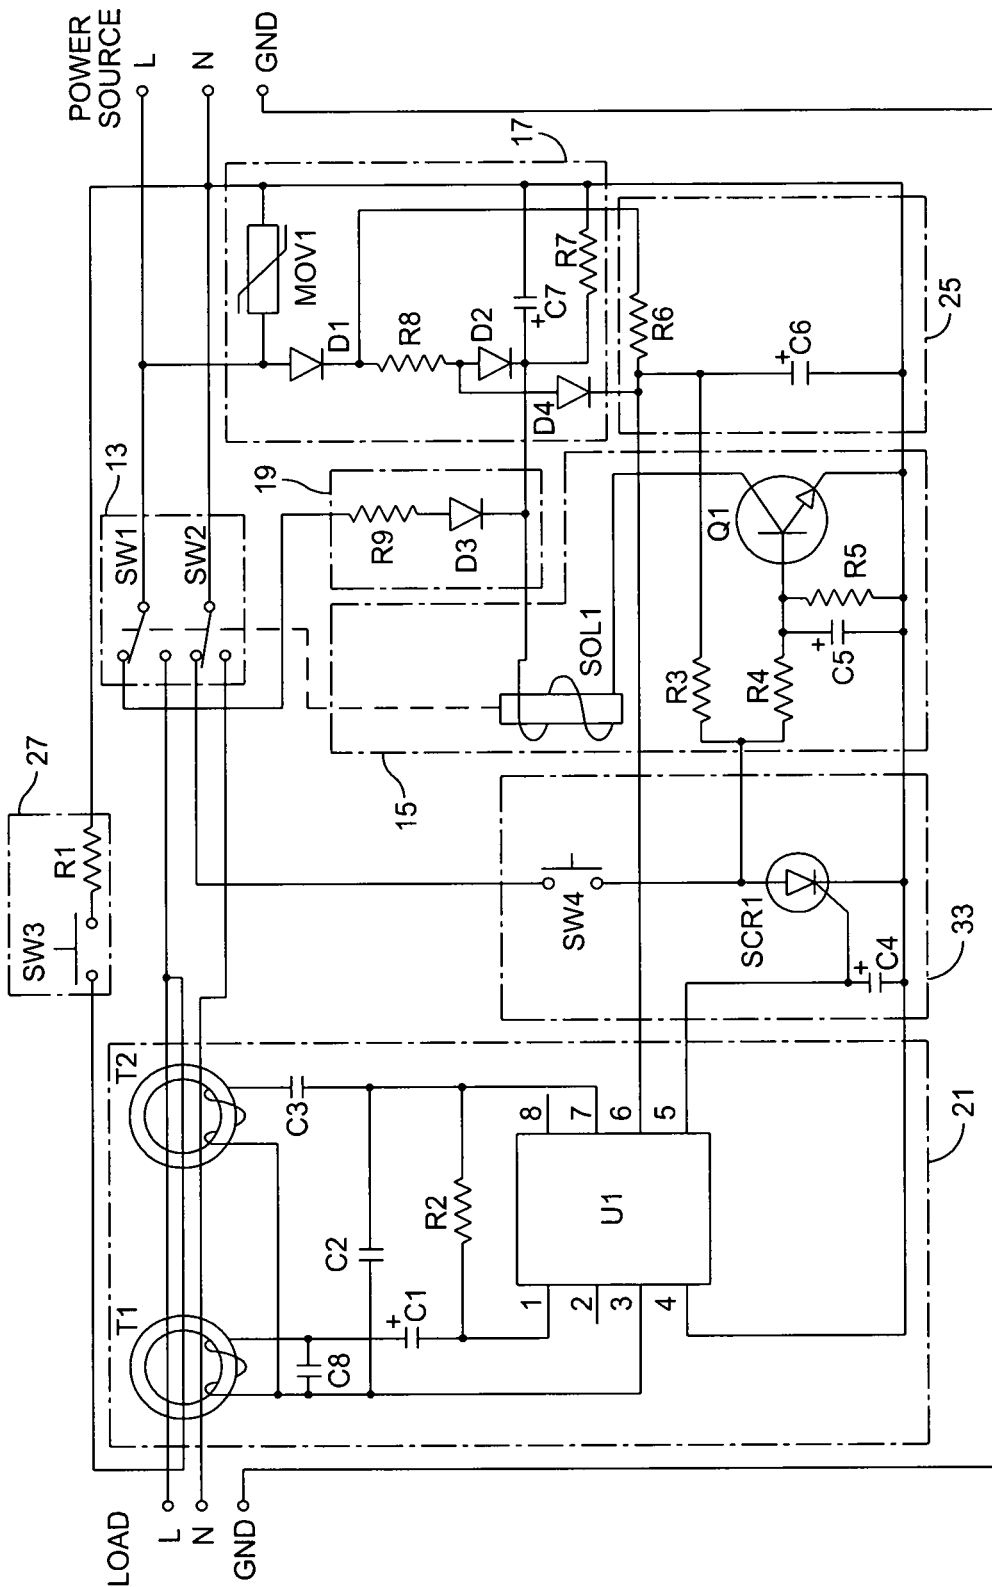 POWER
SOURCE
L
N
GND
17
MOV1
D1
R8
D2
C7
+
R7
D4
R6
25
C6
+
13
SW1
SW2
19
R9
D3
SOL1
Q1
R5
C5
+
R3
R4
15
27
R1
SW3
SW4
SCR1
C4
+
33
T2
C3
T1
C2
R2
C8
C1
+
U1
8
7
6
5
1
2
3
4
21
LOAD
L
N
GND